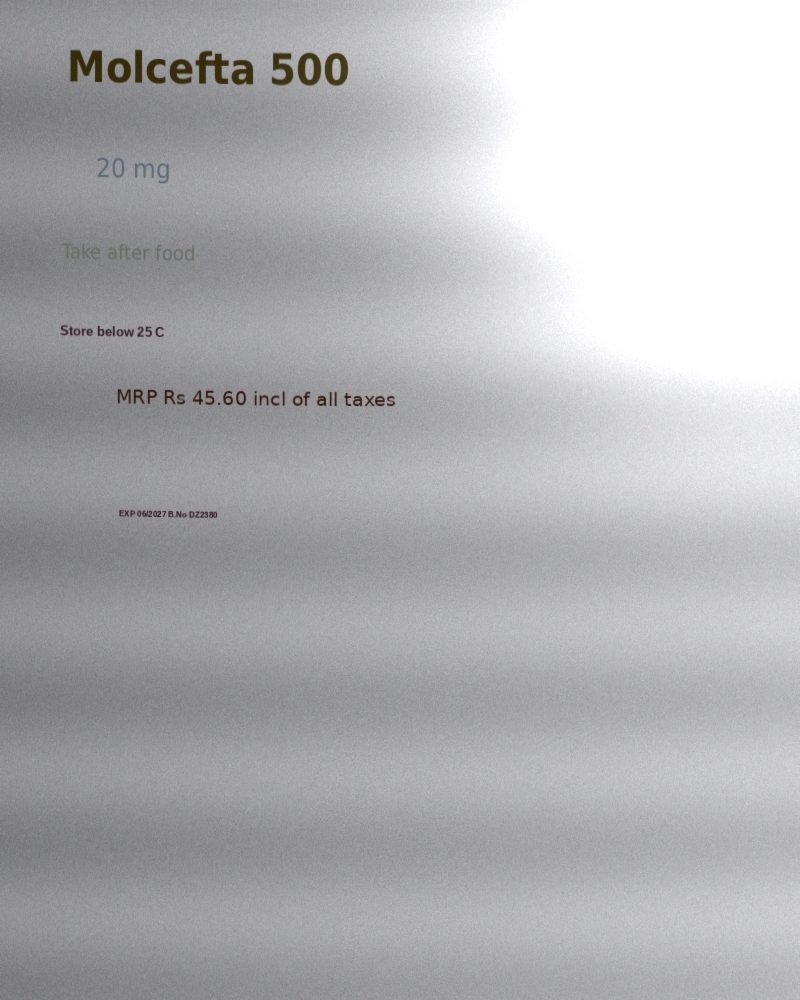 Molcefta 500
20 mg
Take after food
Store below 25 C
MRP Rs 45.60 incl of all taxes
EXP 06/2027 B.No DZ2380